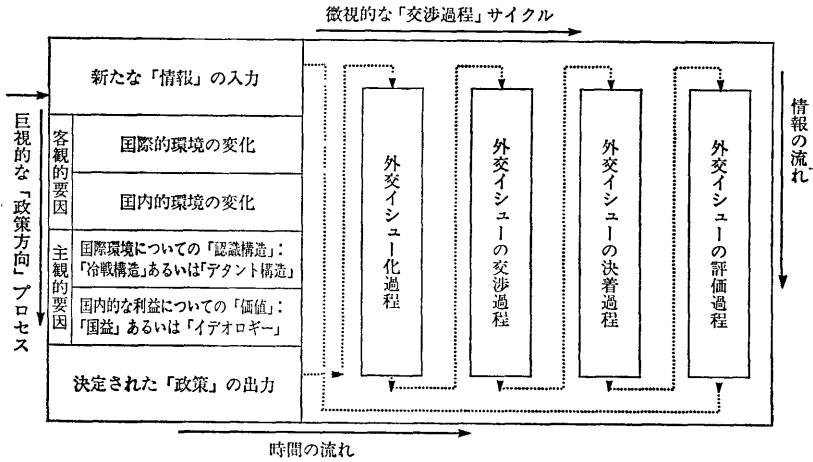 微視的な「交渉過程」サイクル
新たな「情報」の入力
巨視的な「政策方向」プロセス
客観的要因
国際的環境の変化
国内的環境の変化
主観的要因
国際環境についての「認識構造」：
「冷戦構造」あるいは「デタント構造」
国内的な利益についての「価値」：
「国益」あるいは「イデオロギー」
決定された「政策」の出力
外交イシュー化過程
外交イシューの交渉過程
外交イシューの決着過程
外交イシューの評価過程
情報の流れ
時間の流れ